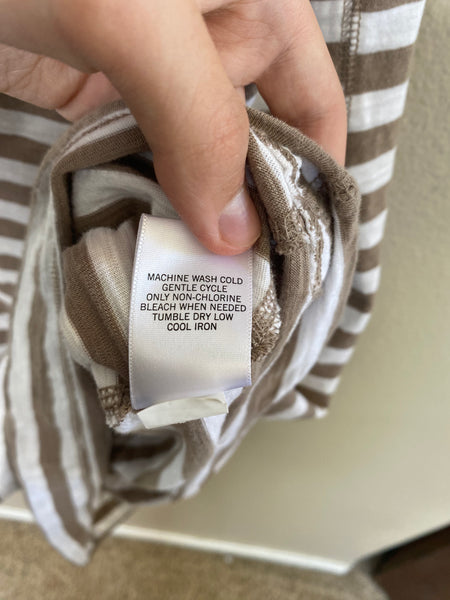 MACHINE WASH COLD
GENTLE CYCLE
ONLY NON-CHLORINE
BLEACH WHEN NEEDED
TUMBLE DRY LOW
COOL IRON